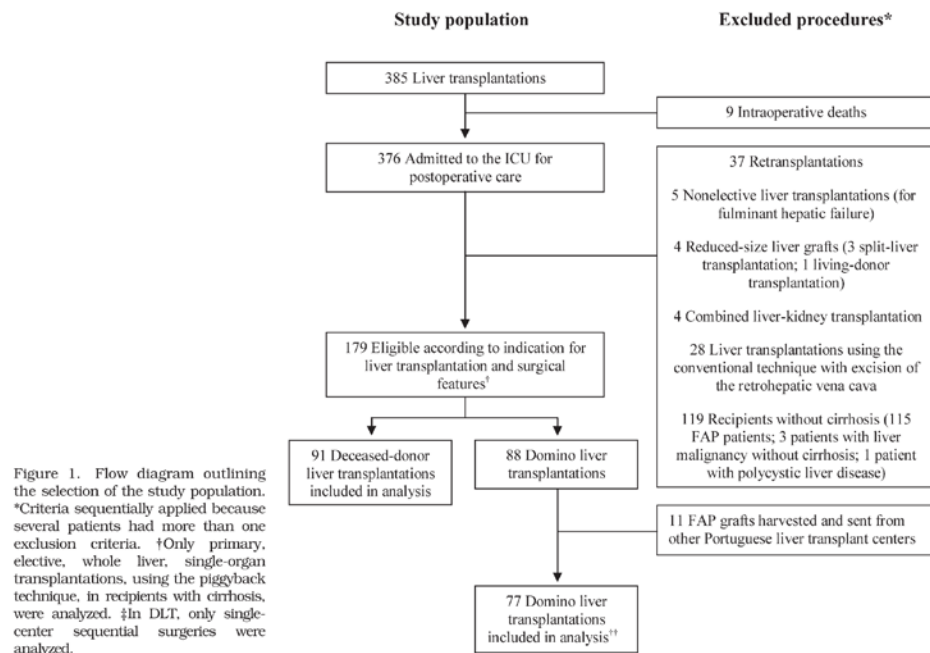 Study population
Excluded procedures*
385 Liver transplantations
9 Intraoperative deaths
376 Admitted to the ICU for
postoperative care
37 Retransplantations
5 Nonelective liver transplantations (for
fulminant hepatic failure)
4 Reduced-size liver grafts (3 split-liver
transplantation; 1 living-donor
transplantation)
4 Combined liver-kidney transplantation
28 Liver transplantations using the
conventional technique with excision of
the retrohepatic vena cava
119 Recipients without cirrhosis (115
FAP patients; 3 patients with liver
malignancy without cirrhosis; 1 patient
with polycystic liver disease)
179 Eligible according to indication for
liver transplantation and surgical
features†
91 Deceased-donor
liver transplantations
included in analysis
88 Domino liver
transplantations
11 FAP grafts harvested and sent from
other Portuguese liver transplant centers
77 Domino liver
transplantations
included in analysis††
Figure 1. Flow diagram outlining
the selection of the study population.
*Criteria sequentially applied because
several patients had more than one
exclusion criteria. †Only primary,
elective, whole liver, single-organ
transplantations, using the piggyback
technique, in recipients with cirrhosis,
were analyzed. ‡In DLT, only single-
center sequential surgeries were
analyzed.